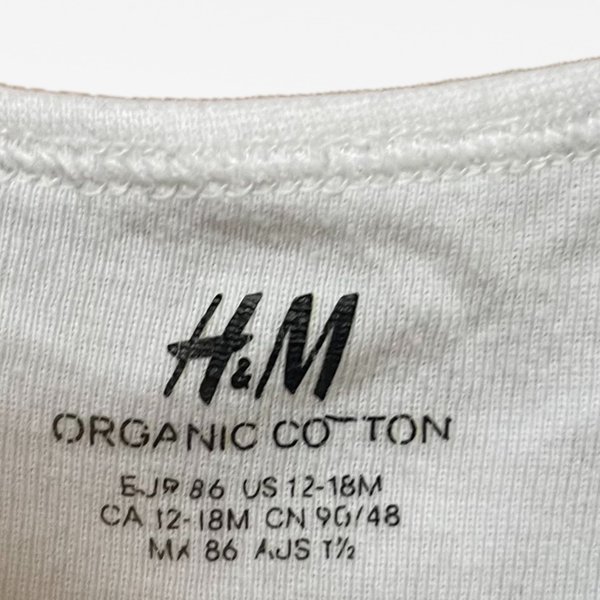 H&M
ORGANIC COTTON
EUR 86 US 12-18M
CA 12-18M CN 90/48
MX 86 AUS 1½